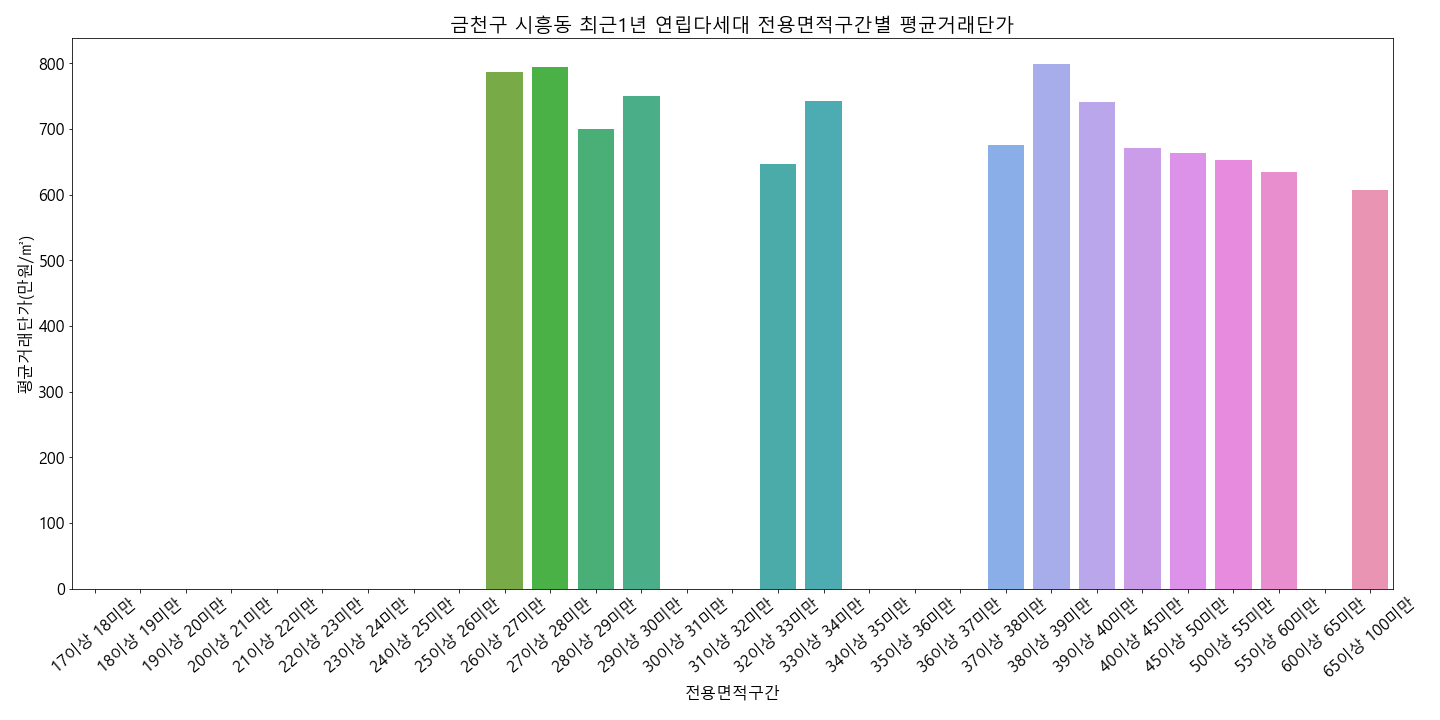 금천구 시흥동 최근1년 연립다세대 전용면적구간별 평균거래단가
평균거래단가(만원/㎡)
800
700
600
500
400
300
200
100
0
17이상 18미만
18이상 19미만
19이상 20미만
20이상 21미만
21이상 22미만
22이상 23미만
23이상 24미만
24이상 25미만
25이상 26미만
26이상 27미만
27이상 28미만
28이상 29미만
29이상 30미만
30이상 31미만
31이상 32미만
32이상 33미만
33이상 34미만
34이상 35미만
35이상 36미만
36이상 37미만
37이상 38미만
38이상 39미만
39이상 40미만
40이상 45미만
45이상 50미만
50이상 55미만
55이상 60미만
60이상 65미만
65이상 100미만
전용면적구간